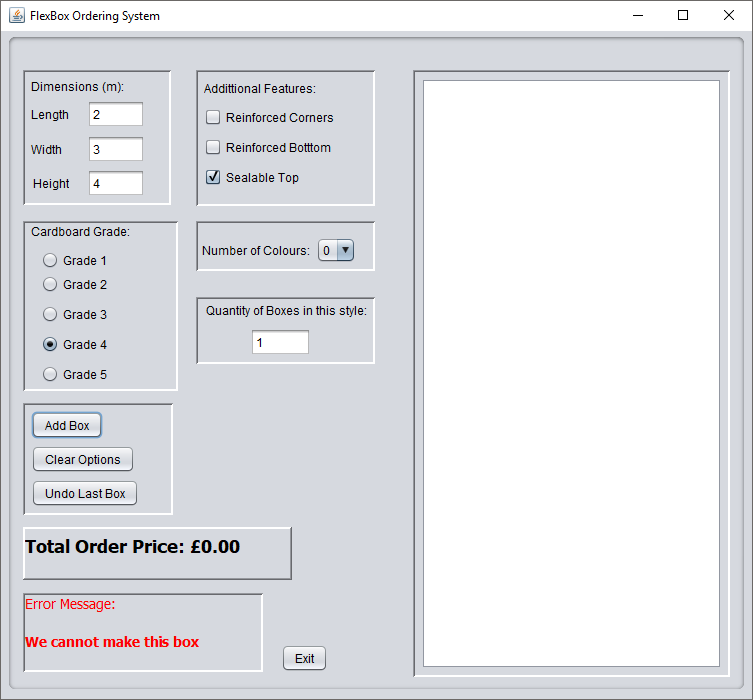 FlexBox Ordering System
Dimensions (m):
Length 2
Width 3
Height 4
Addittional Features:
Reinforced Corners
Reinforced Botttom
Sealable Top
Cardboard Grade:
Grade 1
Grade 2
Grade 3
Grade 4
Grade 5
Number of Colours: 0
Quantity of Boxes in this style:
1
Add Box
Clear Options
Undo Last Box
Total Order Price: £0.00
Error Message:
We cannot make this box
Exit